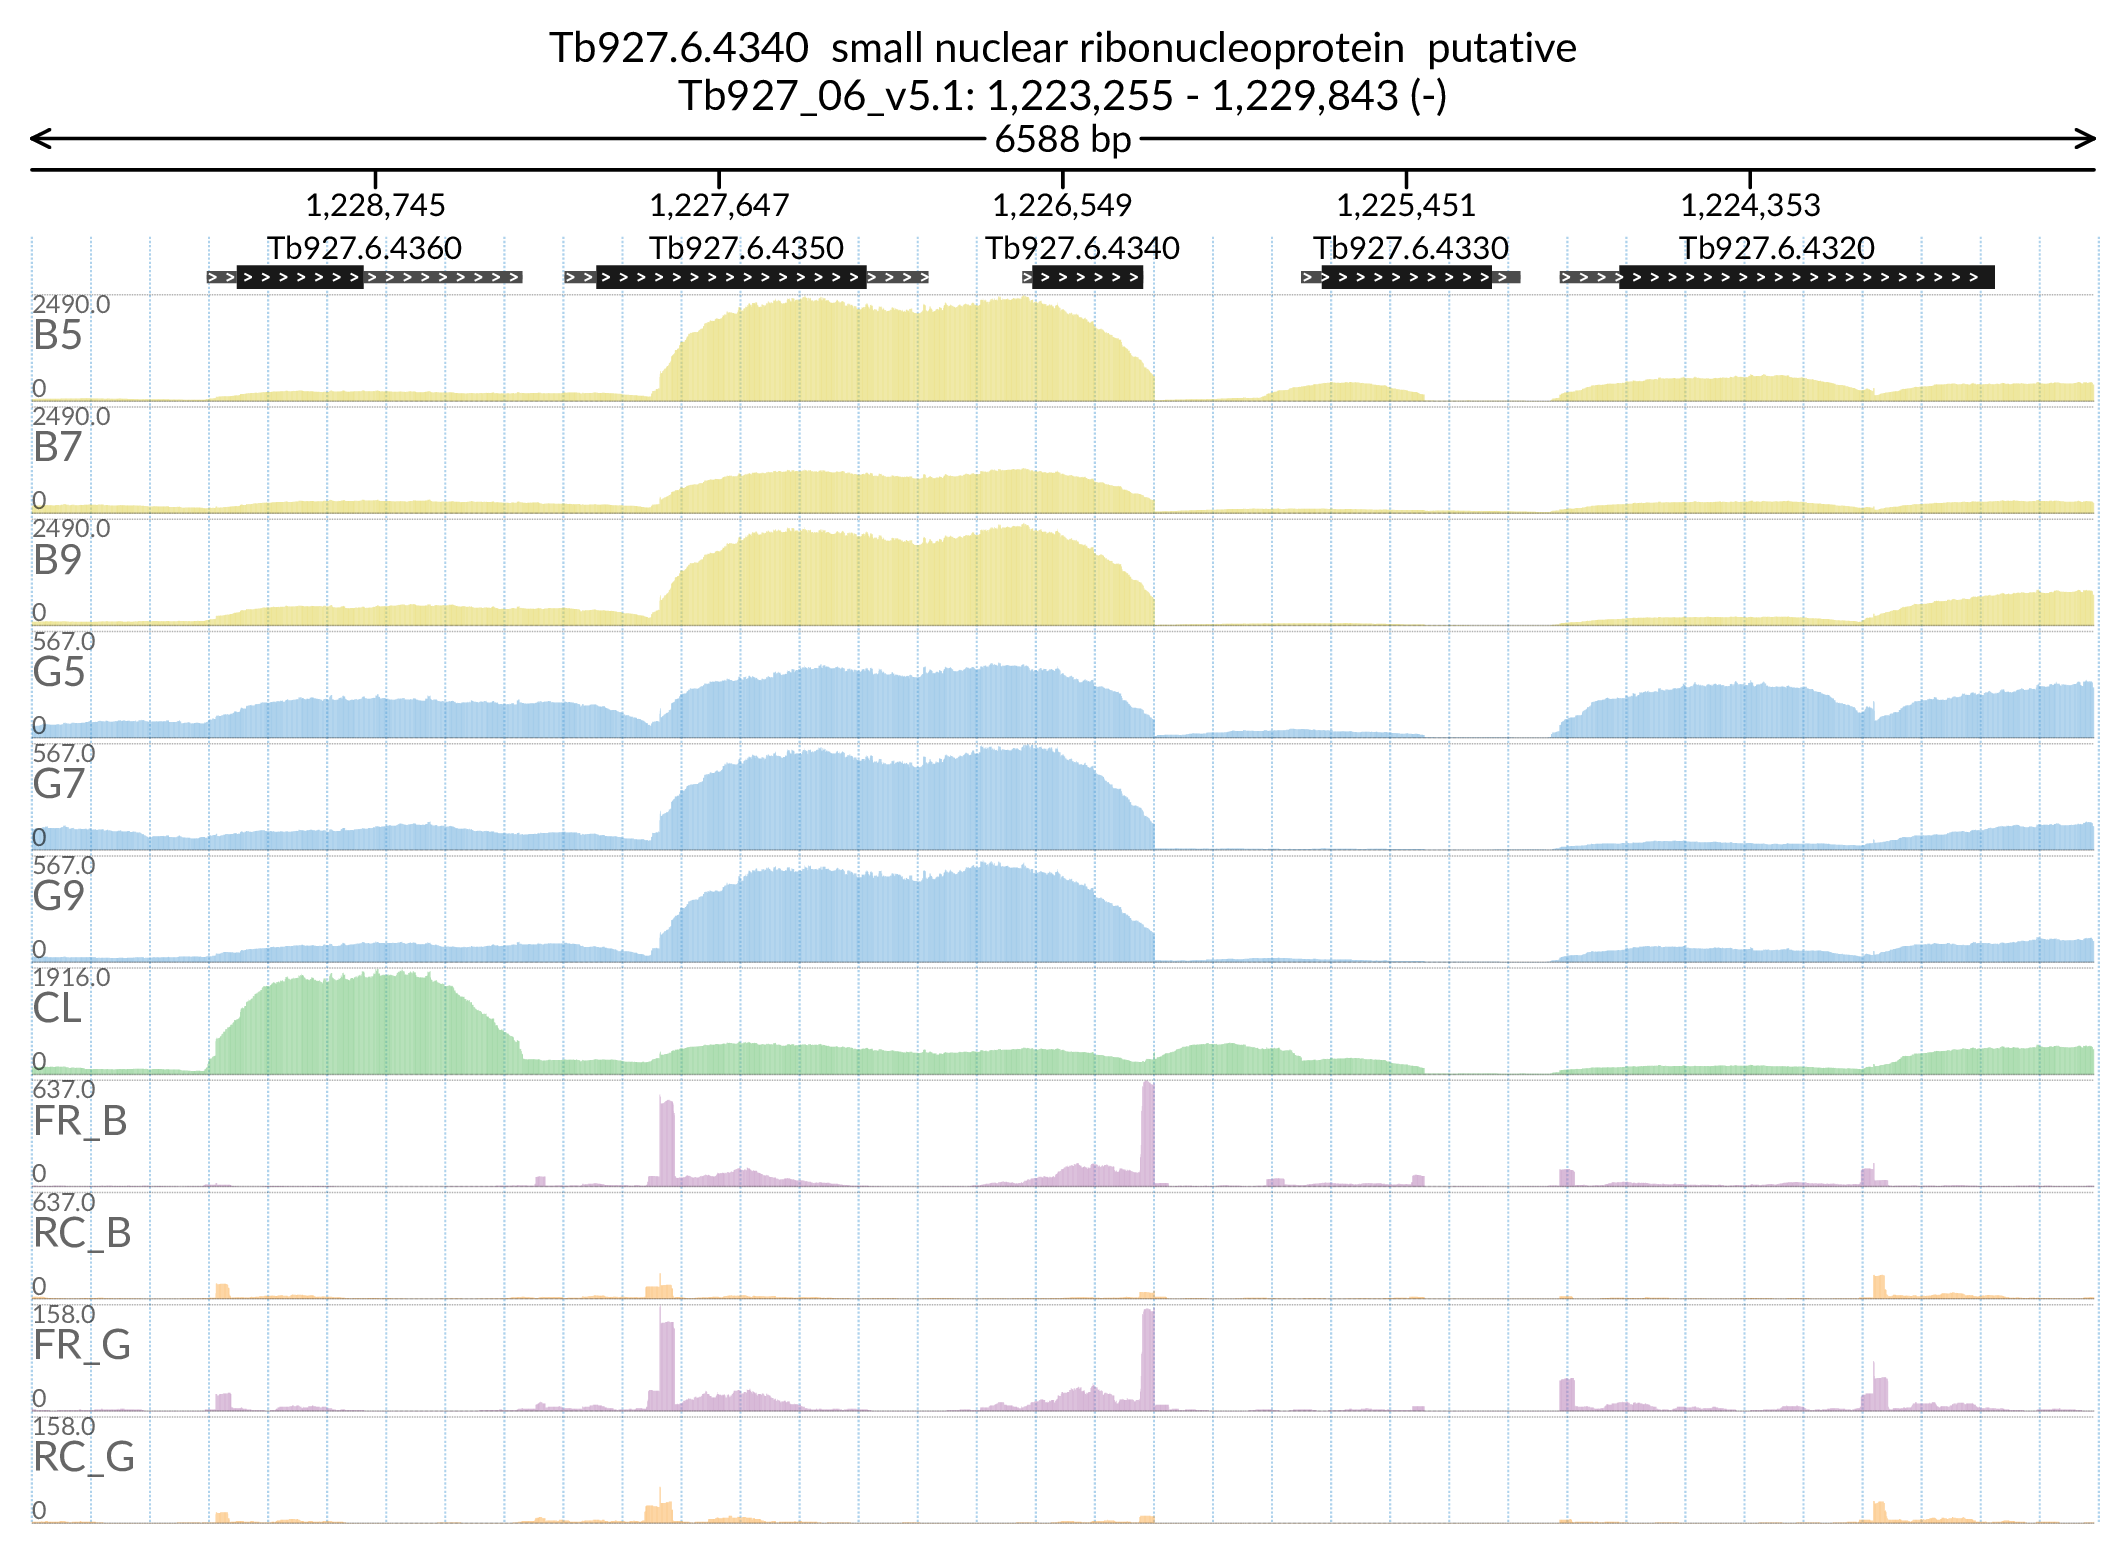 Tb927.6.4340  small nuclear ribonucleoprotein  putative
Tb927_06_v5.1: 1,223,255 - 1,229,843 (-)
6588 bp
1,228,745 1,227,647 1,226,549 1,225,451 1,224,353
Tb927.6.4360 Tb927.6.4350 Tb927.6.4340 Tb927.6.4330 Tb927.6.4320
2490.0
B5
0
2490.0
B7
0
2490.0
B9
0
567.0
G5
0
567.0
G7
0
567.0
G9
0
1916.0
CL
0
637.0
FR_B
0
637.0
RC_B
0
158.0
FR_G
0
158.0
RC_G
0